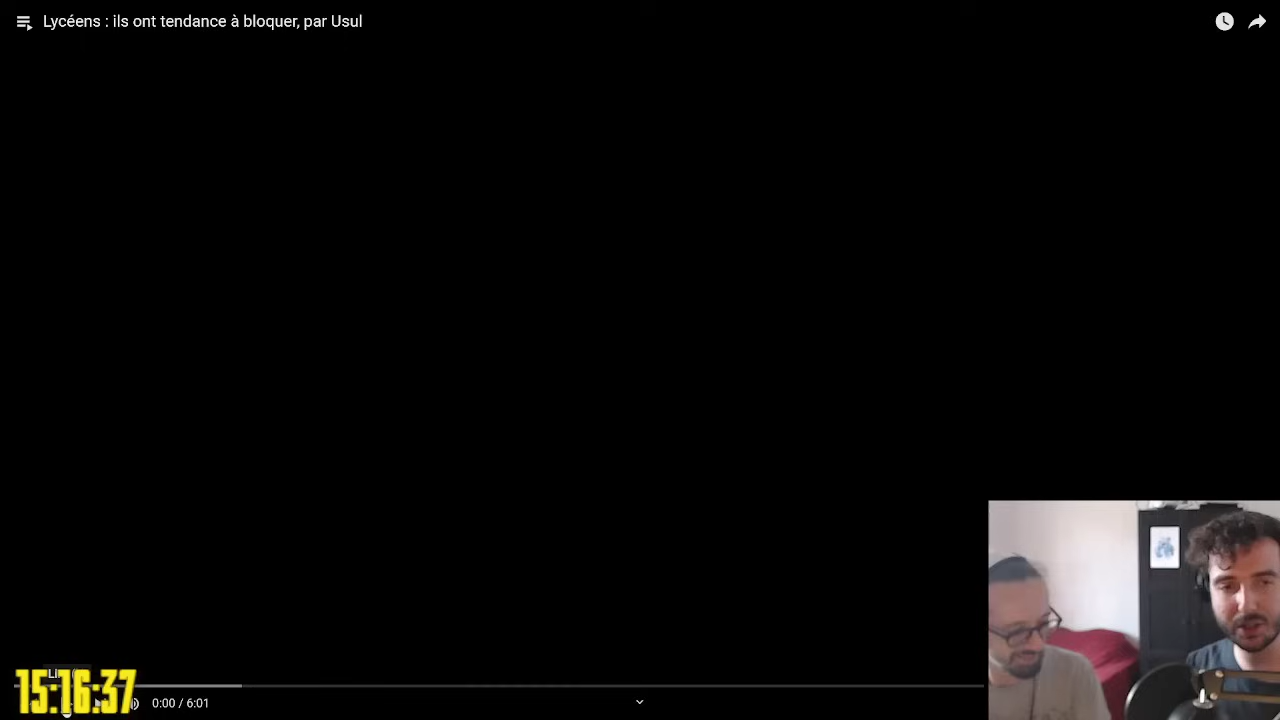 Lycéens : ils ont tendance à bloquer, par Usul
15:16:37
0:00 / 6:01